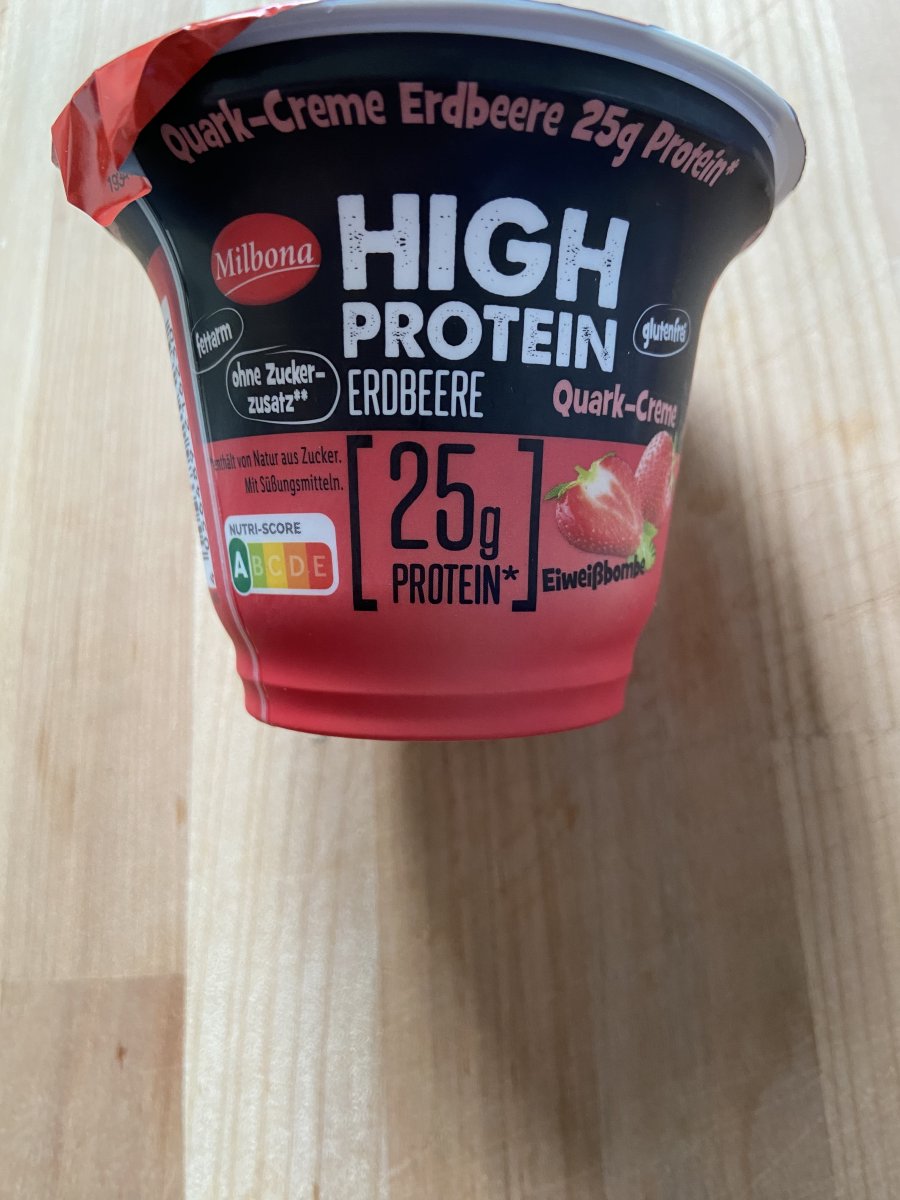 Quark-Creme Erdbeere 25g Protein*
Milbona
HIGH
PROTEIN
ERDBEERE
fettarm
ohne Zucker-
zusatz**
glutenfrei
Quark-Creme
enthält von Natur aus Zucker.
Mit Süßungsmitteln.
NUTRI-SCORE
A B C D E
25g
PROTEIN*
Eiweißbombe